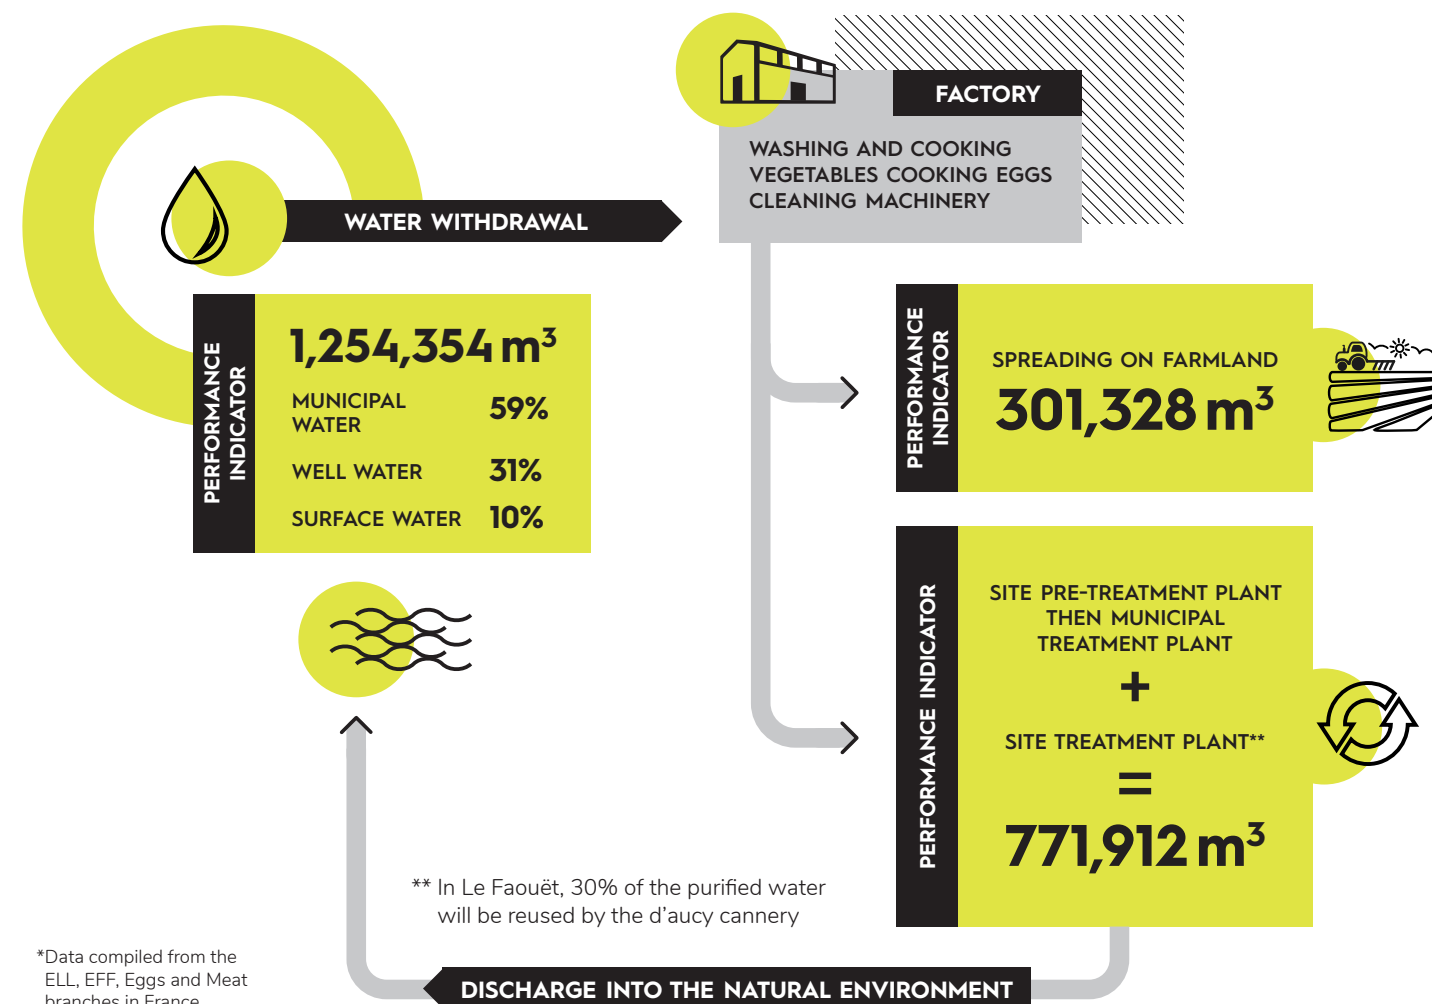 WATER WITHDRAWAL
PERFORMANCE
INDICATOR
1,254,354 m³
MUNICIPAL
WATER
59%
WELL WATER 31%
SURFACE WATER 10%
FACTORY
WASHING AND COOKING
VEGETABLES COOKING EGGS
CLEANING MACHINERY
PERFORMANCE
INDICATOR
SPREADING ON FARMLAND
301,328 m³
PERFORMANCE INDICATOR
SITE PRE-TREATMENT PLANT
THEN MUNICIPAL
TREATMENT PLANT
+
SITE TREATMENT PLANT**
=
771,912 m³
** In Le Faouët, 30% of the purified water
will be reused by the d’aucy cannery
DISCHARGE INTO THE NATURAL ENVIRONMENT
*Data compiled from the
ELL, EFF, Eggs and Meat
branches in France